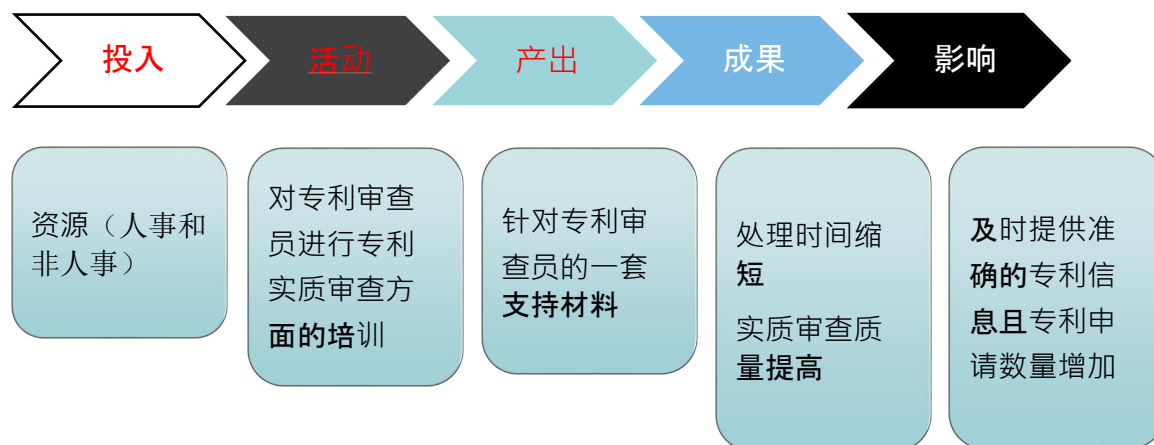 投入
活动
产出
成果
影响
资源（人事和
非人事）
对专利审查
员进行专利
实质审查方
面的培训
针对专利审
查员的一套
支持材料
处理时间缩
短
实质审查质
量提高
及时提供准
确的专利信
息且专利申
请数量增加